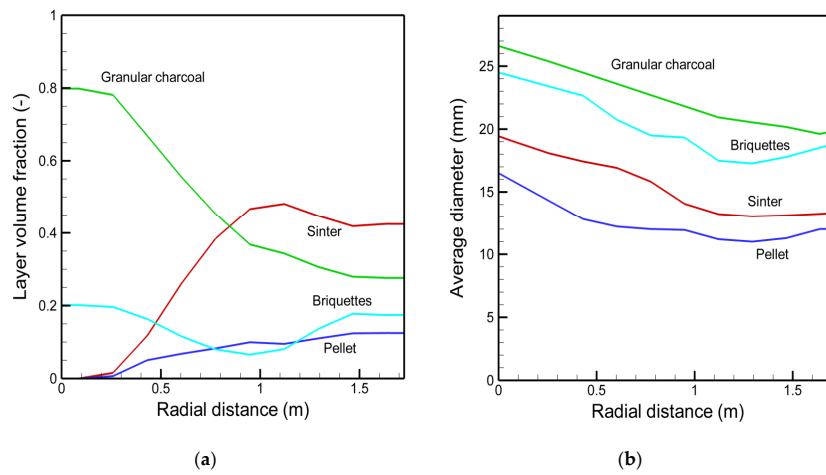 1
0.8
0.6
0.4
0.2
0
Layer volume fraction (-)
Granular charcoal
Sinter
Briquettes
Pellet
0
0.5
1
1.5
Radial distance (m)
(a)
25
20
15
10
5
0
Average diameter (mm)
Granular charcoal
Briquettes
Sinter
Pellet
0
0.5
1
1.5
Radial distance (m)
(b)